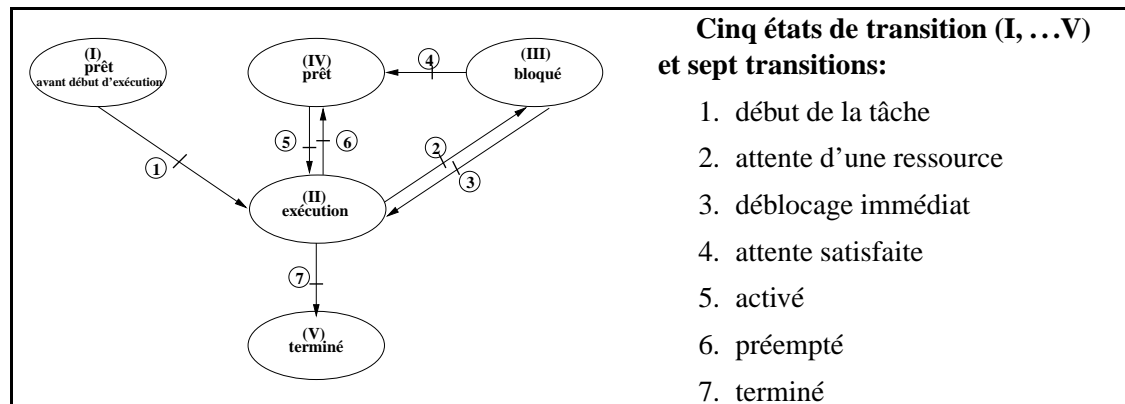 (I)
prêt
avant début d'exécution
(IV)
prêt
4
(III)
bloqué
5
6
1
2
3
(II)
exécution
7
(V)
terminé
Cinq états de transition (I, ...V)
et sept transitions:
1. début de la tâche
2. attente d'une ressource
3. déblocage immédiat
4. attente satisfaite
5. activé
6. préempté
7. terminé